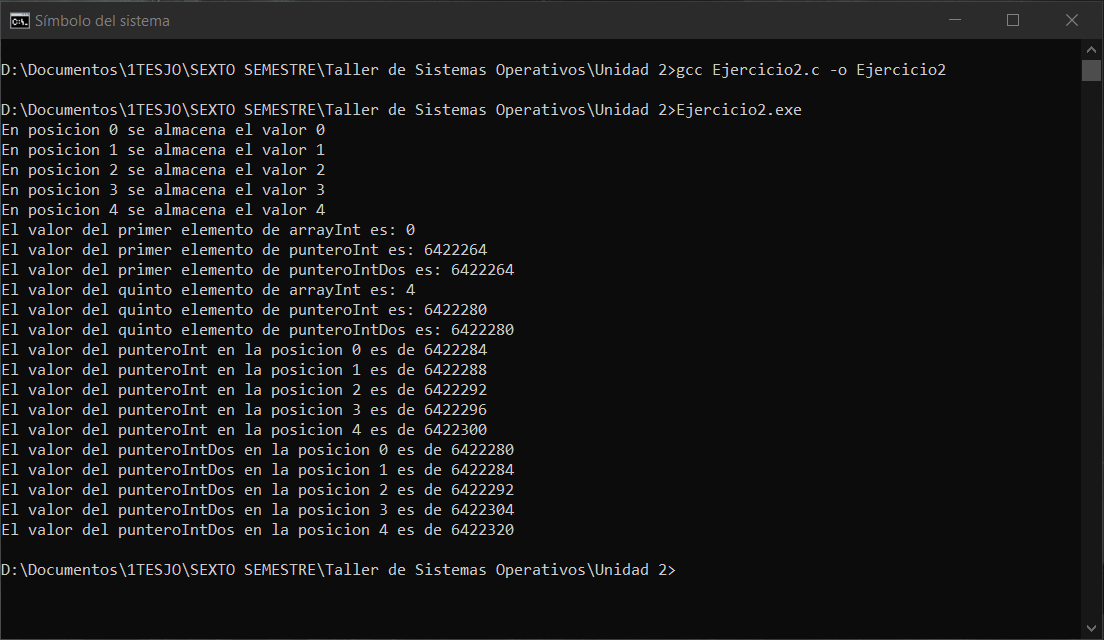 Símbolo del sistema
D:\Documentos\1TESJO\SEXTO SEMESTRE\Taller de Sistemas Operativos\Unidad 2>gcc Ejercicio2.c -o Ejercicio2
D:\Documentos\1TESJO\SEXTO SEMESTRE\Taller de Sistemas Operativos\Unidad 2>Ejercicio2.exe
En posicion 0 se almacena el valor 0
En posicion 1 se almacena el valor 1
En posicion 2 se almacena el valor 2
En posicion 3 se almacena el valor 3
En posicion 4 se almacena el valor 4
El valor del primer elemento de arrayInt es: 0
El valor del primer elemento de punteroInt es: 6422264
El valor del primer elemento de punteroIntDos es: 6422264
El valor del quinto elemento de arrayInt es: 4
El valor del quinto elemento de punteroInt es: 6422280
El valor del quinto elemento de punteroIntDos es: 6422280
El valor del punteroInt en la posicion 0 es de 6422284
El valor del punteroInt en la posicion 1 es de 6422288
El valor del punteroInt en la posicion 2 es de 6422292
El valor del punteroInt en la posicion 3 es de 6422296
El valor del punteroInt en la posicion 4 es de 6422300
El valor del punteroIntDos en la posicion 0 es de 6422280
El valor del punteroIntDos en la posicion 1 es de 6422284
El valor del punteroIntDos en la posicion 2 es de 6422292
El valor del punteroIntDos en la posicion 3 es de 6422304
El valor del punteroIntDos en la posicion 4 es de 6422320
D:\Documentos\1TESJO\SEXTO SEMESTRE\Taller de Sistemas Operativos\Unidad 2>